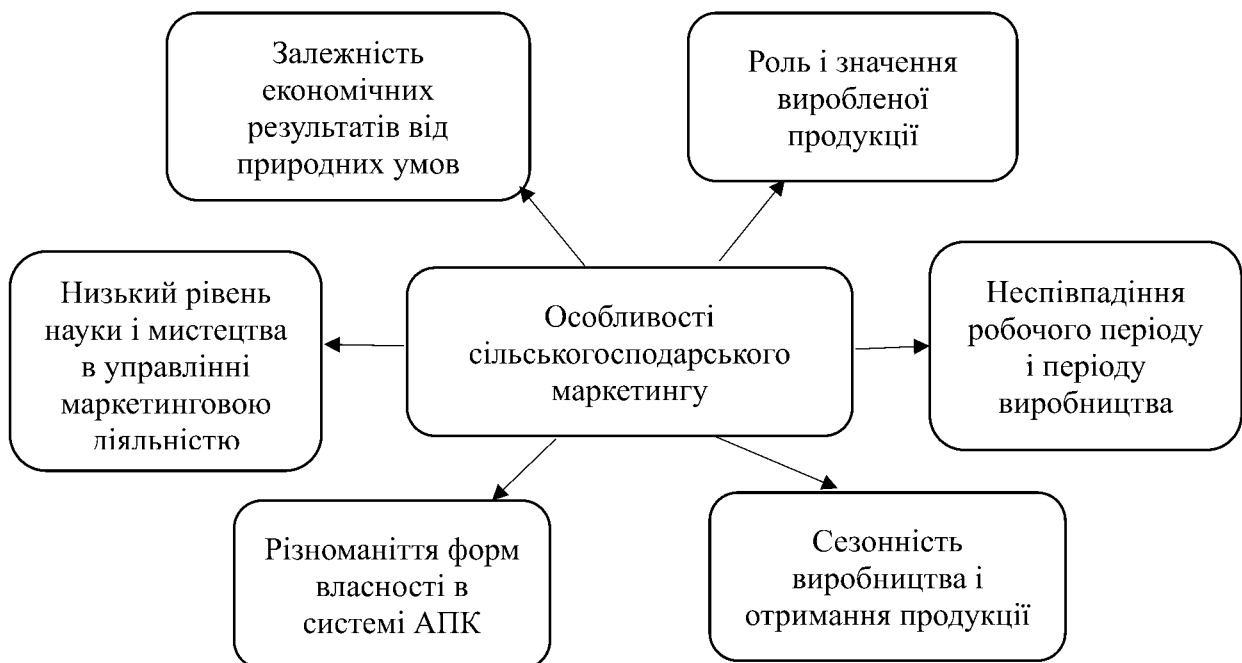 Залежність
економічних
результатів від
природних умов
Роль і значення
виробленої
продукції
Низький рівень
науки і мистецтва
в управлінні
маркетинговою
діяльністю
Особливості
сільськогосподарського
маркетингу
Неспівпадіння
робочого періоду
і періоду
виробництва
Різноманіття форм
власності в
системі АПК
Сезонність
виробництва і
отримання продукції